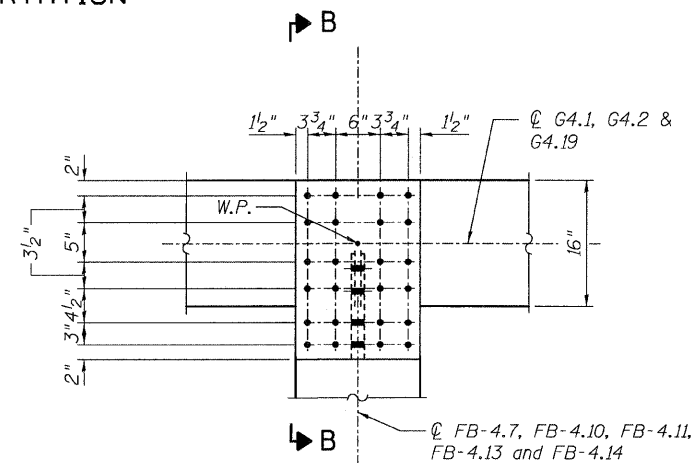 B
1½" 3¾" 6" 3¾" 1½"
℄ G4.1, G4.2 &
G4.19
2"
W.P.
3½"
5"
16"
4½"
3"
2"
B
℄ FB-4.7, FB-4.10, FB-4.11,
FB-4.13 and FB-4.14